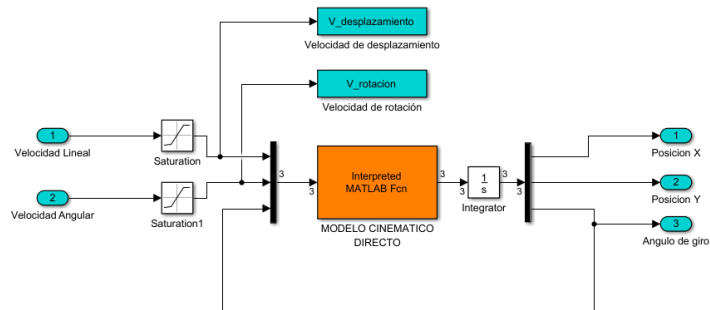 V_desplazamiento
Velocidad de desplazamiento
V_rotacion
Velocidad de rotación
1
Velocidad Lineal
Saturation
2
Velocidad Angular
Saturation1
3
3
Interpreted
MATLAB Fcn
MODELO CINEMATICO
DIRECTO
3
3
1
s
Integrator
3
3
1
Posicion X
2
Posicion Y
3
Angulo de giro